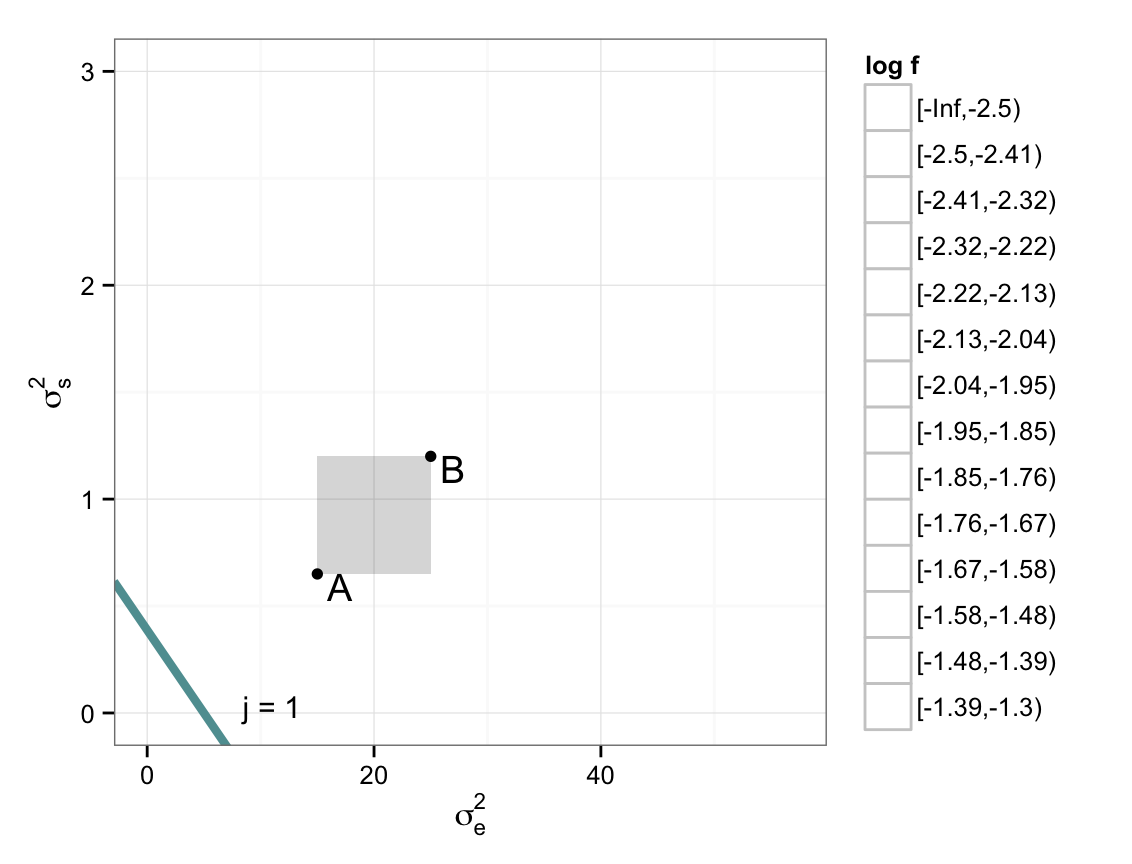 log f
[-Inf,-2.5)
[-2.5,-2.41)
[-2.41,-2.32)
[-2.32,-2.22)
[-2.22,-2.13)
[-2.13,-2.04)
[-2.04,-1.95)
[-1.95,-1.85)
[-1.85,-1.76)
[-1.76,-1.67)
[-1.67,-1.58)
[-1.58,-1.48)
[-1.48,-1.39)
[-1.39,-1.3)
3
2
1
0
σ²ₛ
B
A
j = 1
0 20 40
σ²ₑ